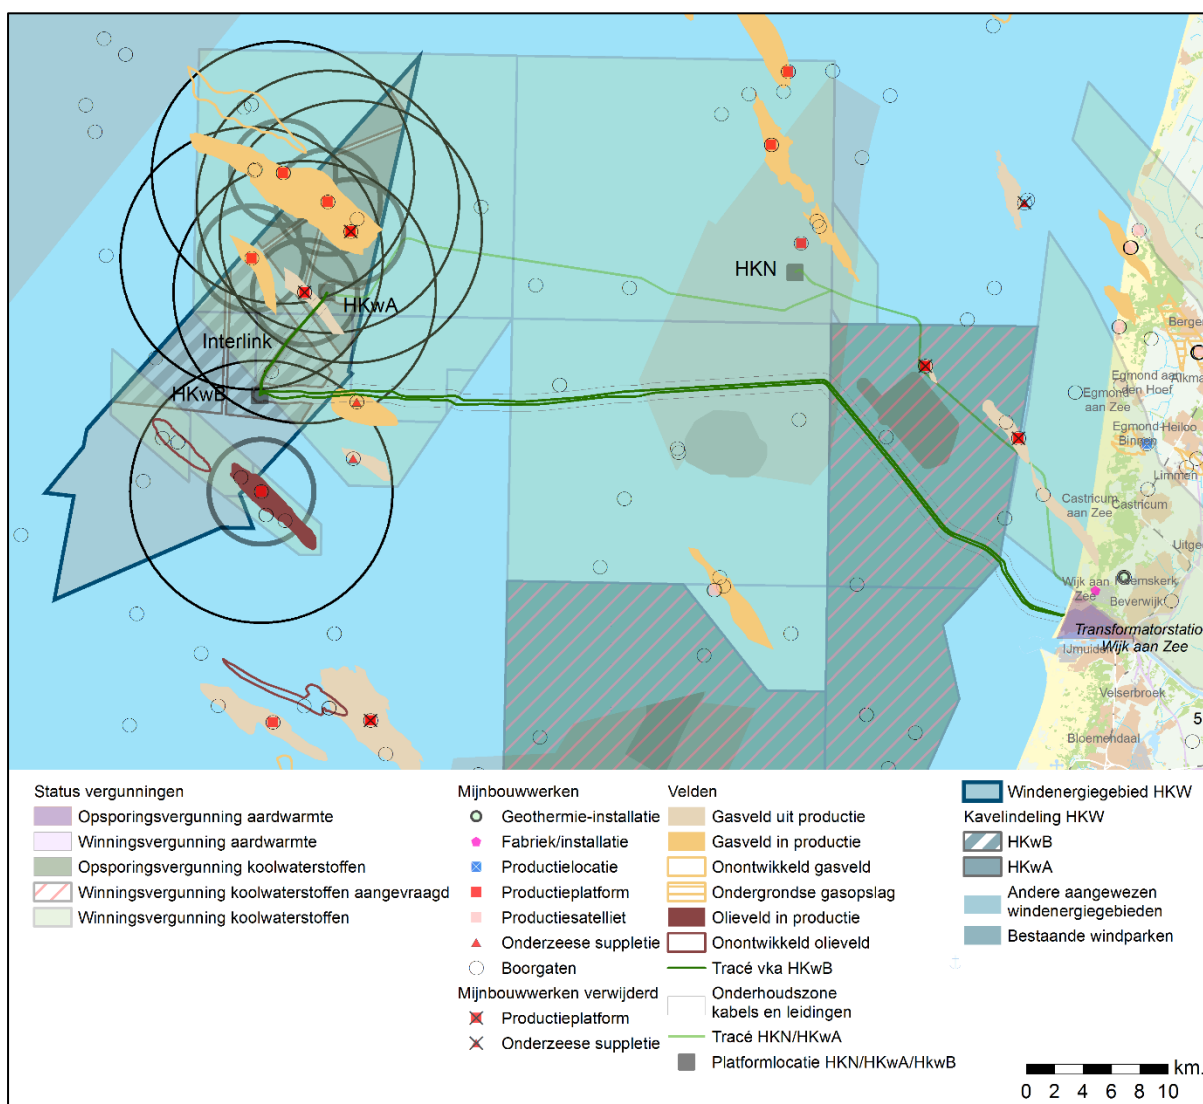 HKN
HKwA
Interlink
HKwB
Bergen
Egmond aan
den Hoef
Alkma
Egmond
aan Zee
Egmond-
Binnen
Heiloo
Limmen
Castricum
aan Zee
Castricum
Uitgee
Wijk aan
Zee
Heemskerk
Beverwijk
Transformatorstatio
Wijk aan Zee
IJmuiden
Velserbroek
5
Bloemendaal
Status vergunningen
Opsporingsvergunning aardwarmte
Winningsvergunning aardwarmte
Opsporingsvergunning koolwaterstoffen
Winningsvergunning koolwaterstoffen aangevraagd
Winningsvergunning koolwaterstoffen
Mijnbouwwerken
Geothermie-installatie
Fabriek/installatie
Productielocatie
Productieplatform
Productiesatelliet
Onderzeese suppletie
Boorgaten
Mijnbouwwerken verwijderd
Productieplatform
Onderzeese suppletie
Velden
Gasveld uit productie
Gasveld in productie
Onontwikkeld gasveld
Ondergrondse gasopslag
Olieveld in productie
Onontwikkeld olieveld
Tracé vka HKwB
Onderhoudszone
kabels en leidingen
Tracé HKN/HKwA
Platformlocatie HKN/HKwA/HkwB
Windenergiegebied HKW
Kavelindeling HKW
HKwB
HKwA
Andere aangewezen
windenergiegebieden
Bestaande windparken
km.
0 2 4 6 8 10